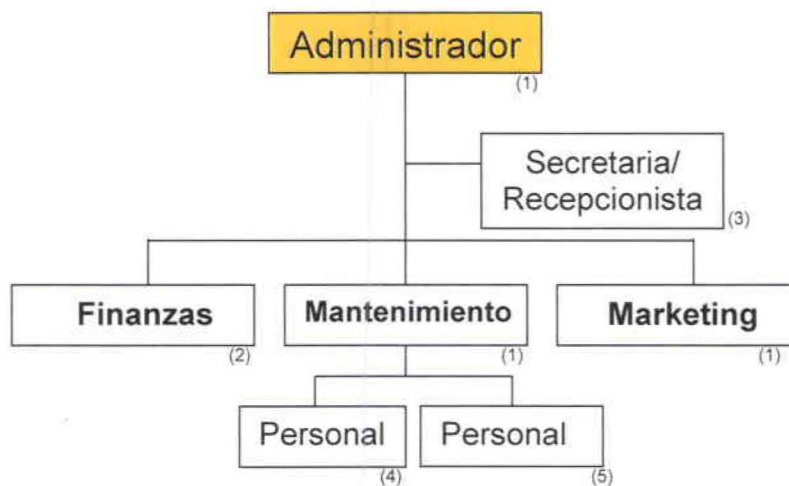 Administrador
(1)
Secretaria/
Recepcionista
(3)
Finanzas
(2)
Mantenimiento
(1)
Marketing
(1)
Personal
(4)
Personal
(5)